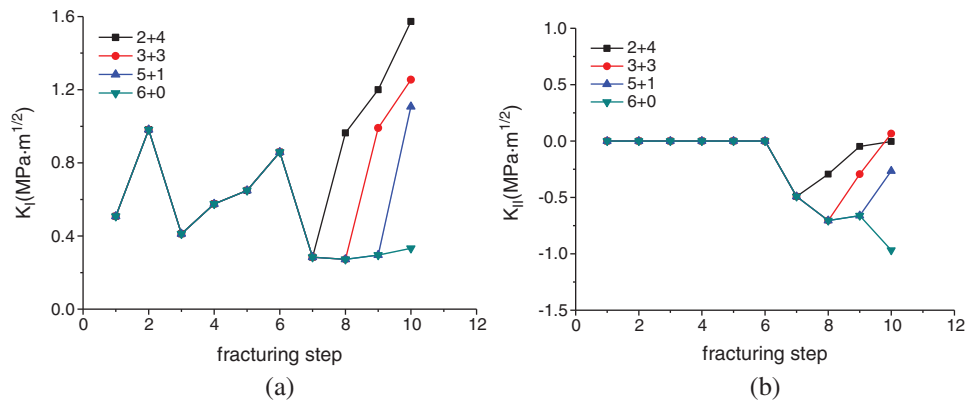 1.6
1.2
0.8
0.4
0.0
K_I(MPa·m^1/2)
2+4
3+3
5+1
6+0
0 2 4 6 8 10 12
fracturing step
(a)
1.0
0.5
0.0
-0.5
-1.0
-1.5
K_II(MPa·m^1/2)
2+4
3+3
5+1
6+0
0 2 4 6 8 10 12
fracturing step
(b)